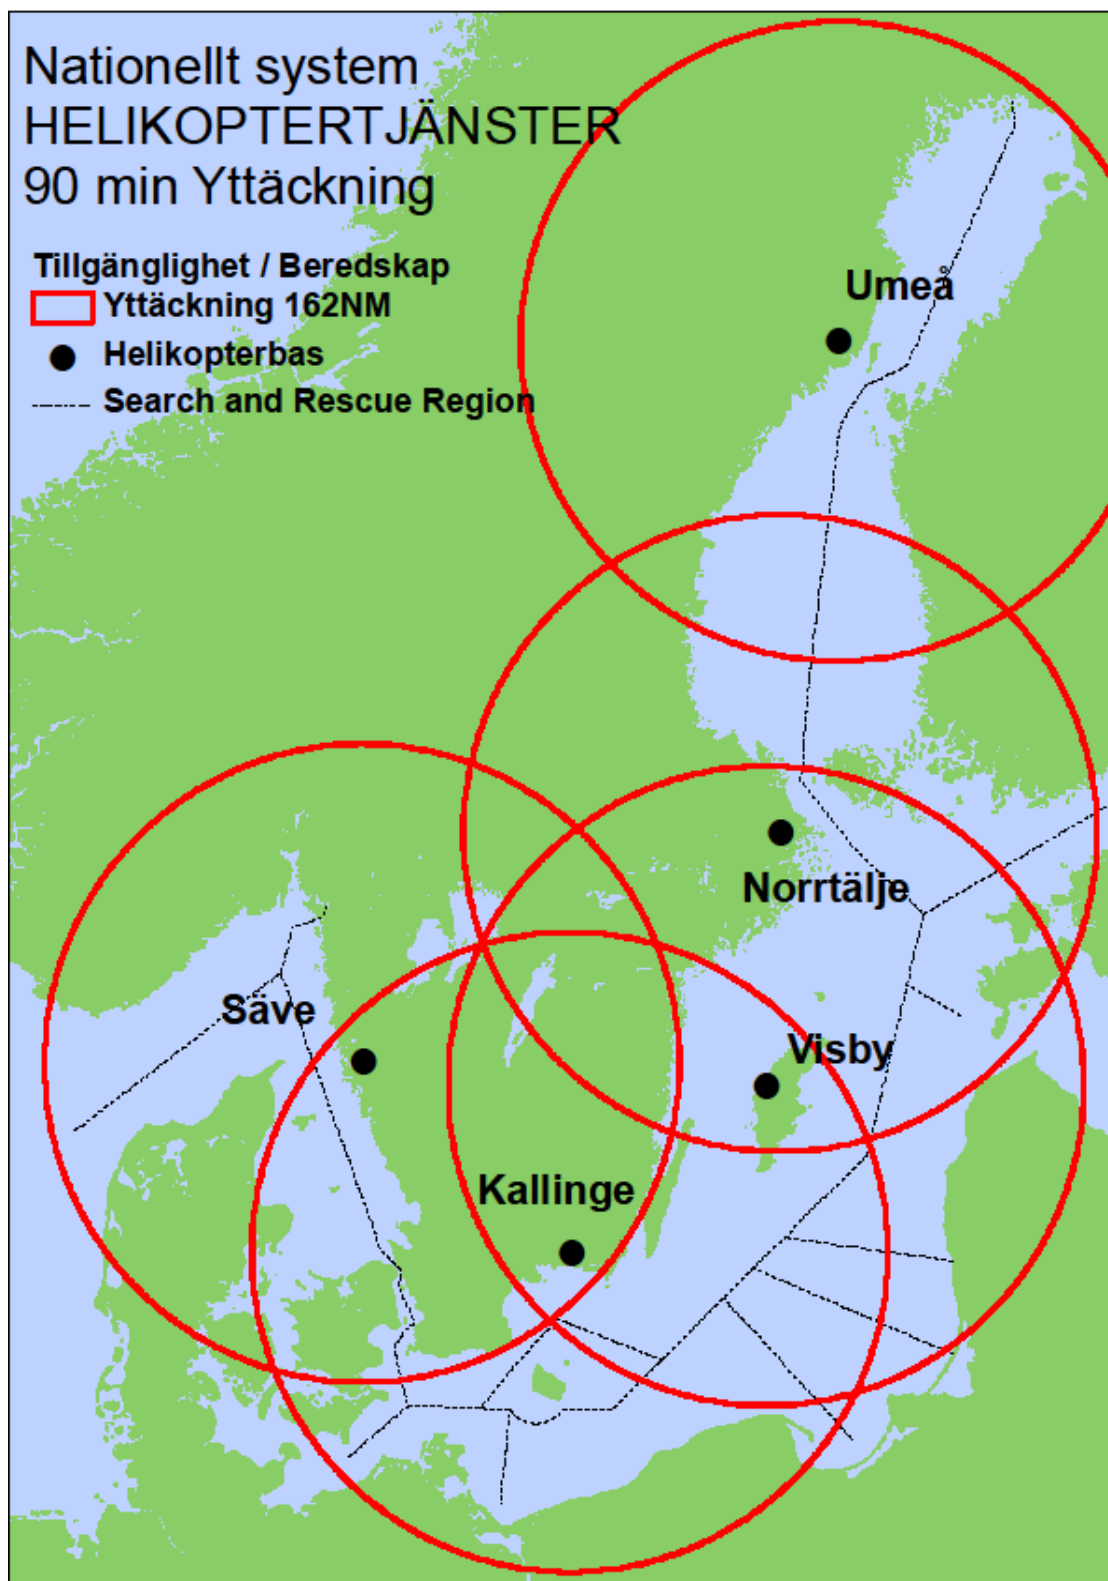 Nationellt system
HELIKOPTERTJÄNSTER
90 min Yttäckning
Tillgänglighet / Beredskap
Yttäckning 162NM
Helikopterbas
Search and Rescue Region
Umeå
Norrtälje
Säve
Visby
Kallinge